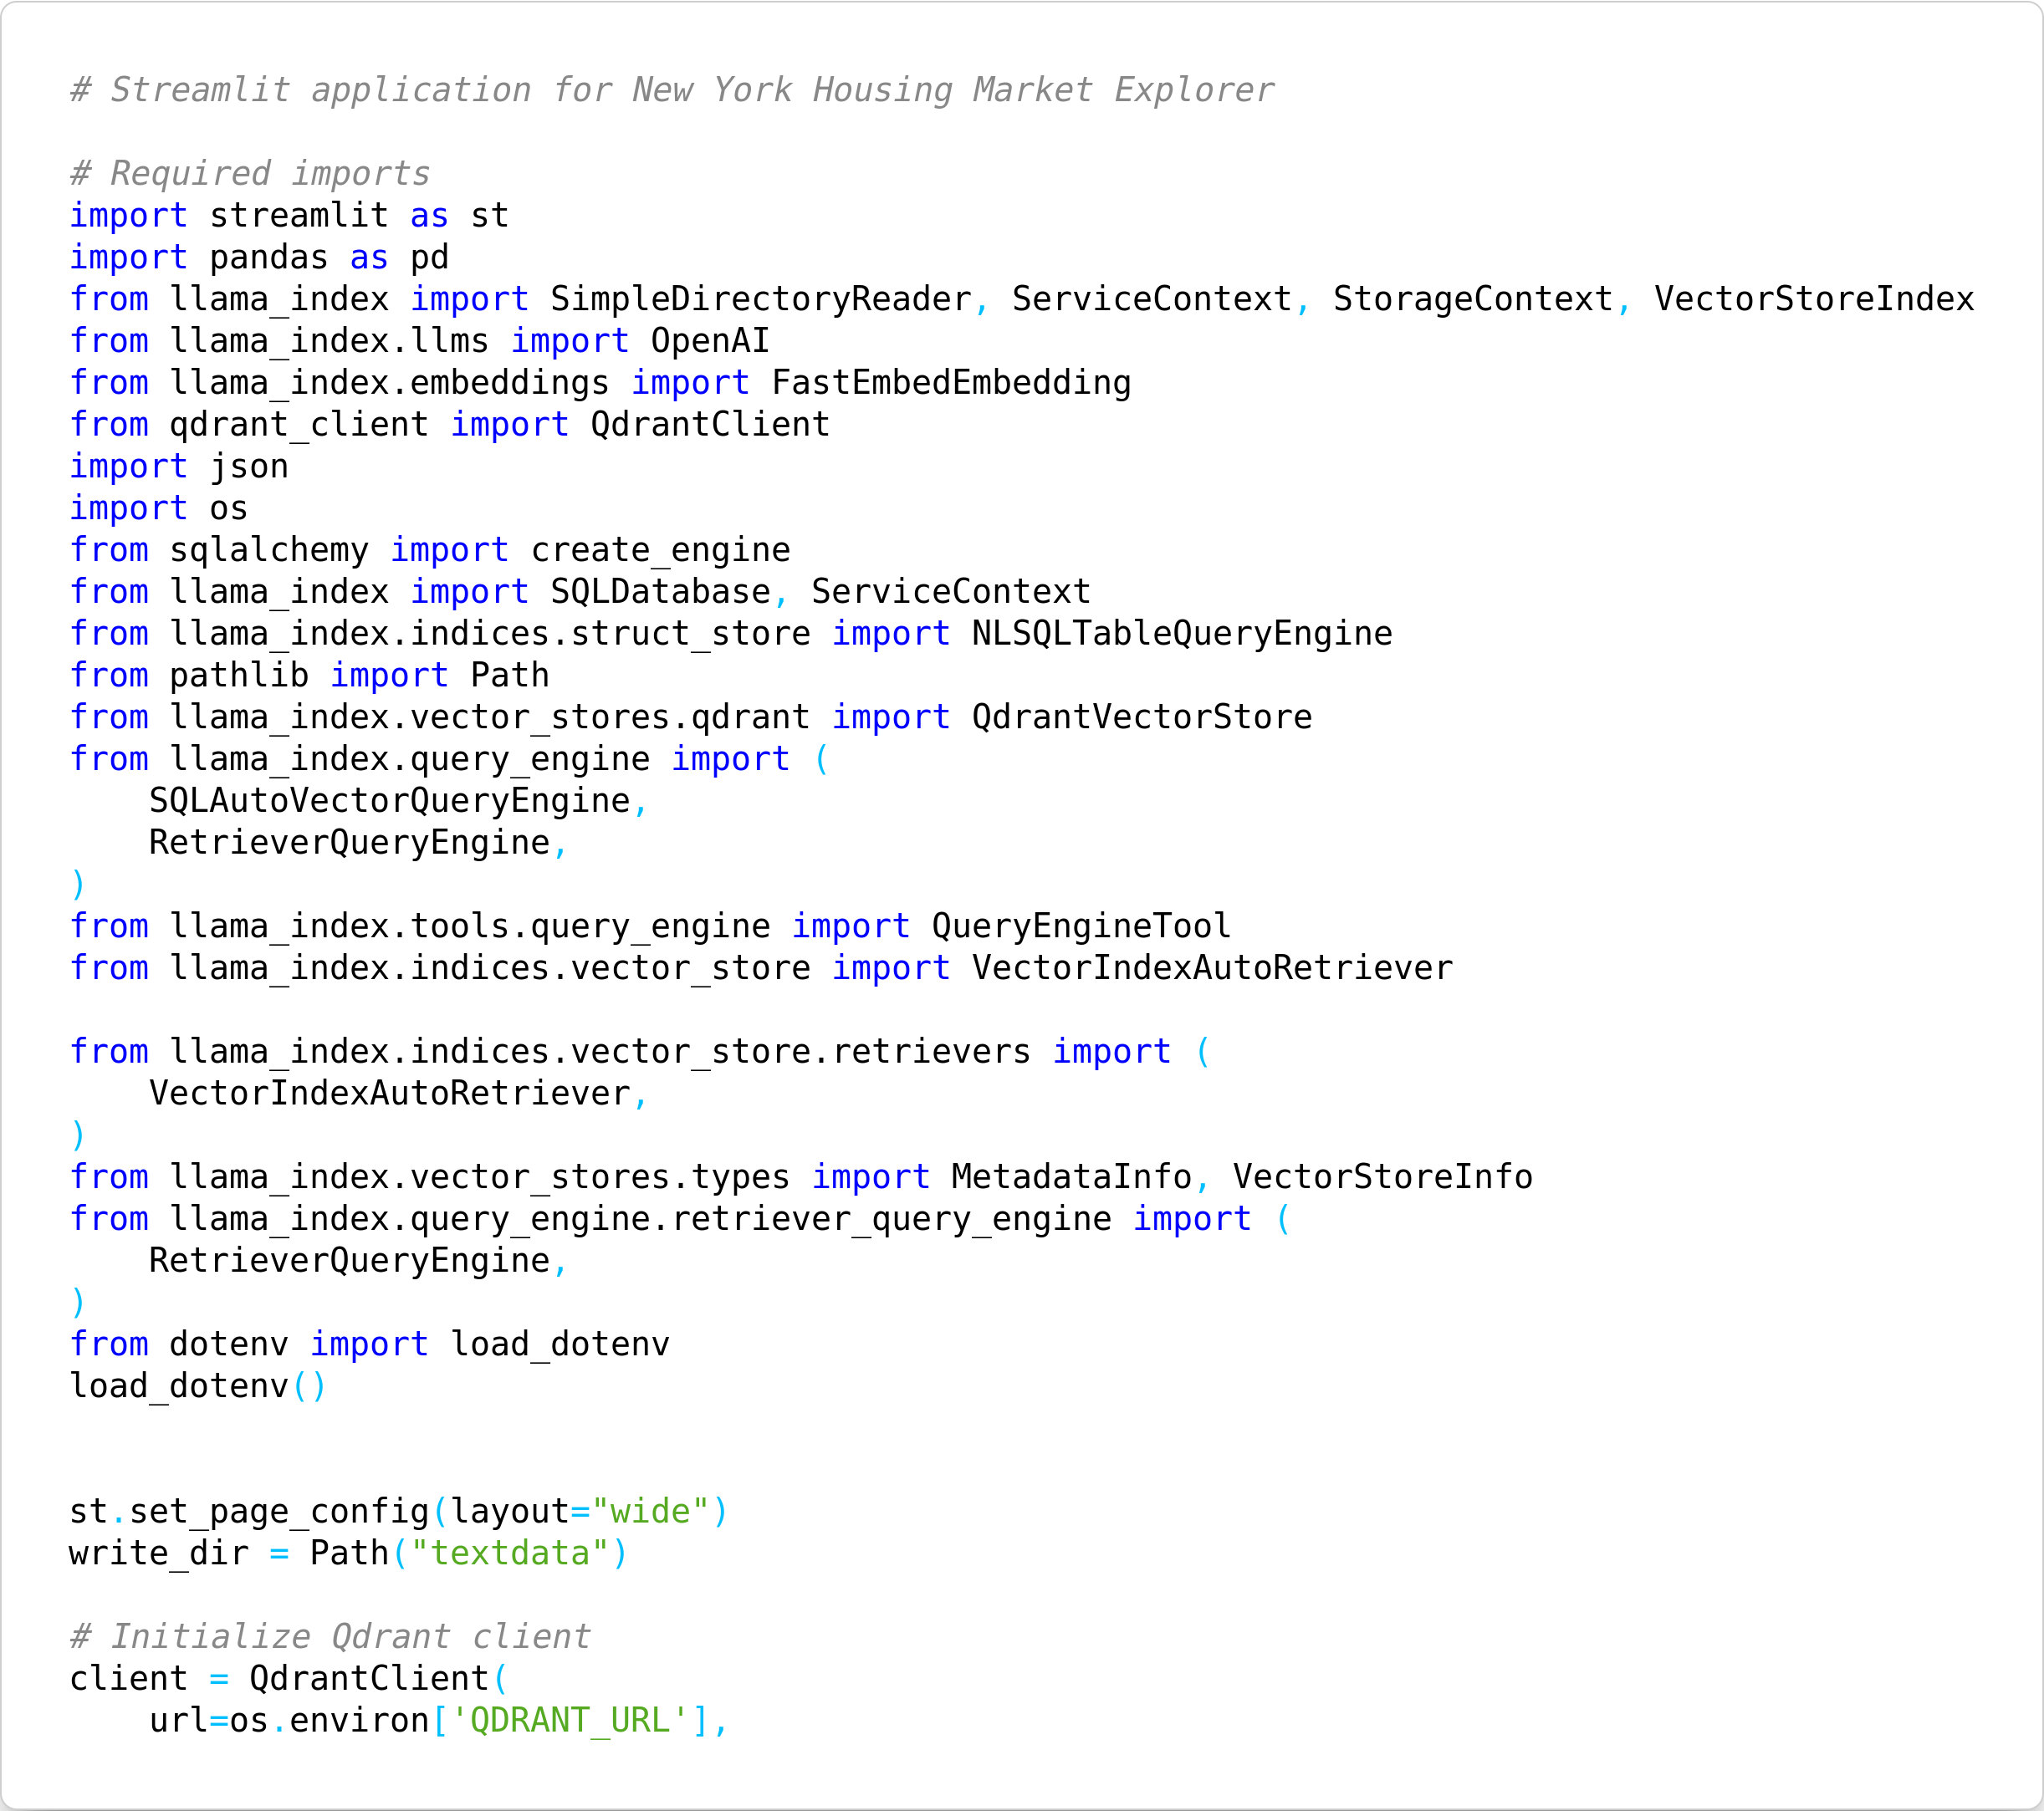 # Streamlit application for New York Housing Market Explorer

# Required imports
import streamlit as st
import pandas as pd
from llama_index import SimpleDirectoryReader, ServiceContext, StorageContext, VectorStoreIndex
from llama_index.llms import OpenAI
from llama_index.embeddings import FastEmbedEmbedding
from qdrant_client import QdrantClient
import json
import os
from sqlalchemy import create_engine
from llama_index import SQLDatabase, ServiceContext
from llama_index.indices.struct_store import NLSQLTableQueryEngine
from pathlib import Path
from llama_index.vector_stores.qdrant import QdrantVectorStore
from llama_index.query_engine import (
    SQLAutoVectorQueryEngine,
    RetrieverQueryEngine,
)
from llama_index.tools.query_engine import QueryEngineTool
from llama_index.indices.vector_store import VectorIndexAutoRetriever

from llama_index.indices.vector_store.retrievers import (
    VectorIndexAutoRetriever,
)
from llama_index.vector_stores.types import MetadataInfo, VectorStoreInfo
from llama_index.query_engine.retriever_query_engine import (
    RetrieverQueryEngine,
)
from dotenv import load_dotenv
load_dotenv()


st.set_page_config(layout="wide")
write_dir = Path("textdata")

# Initialize Qdrant client
client = QdrantClient(
    url=os.environ['QDRANT_URL'],